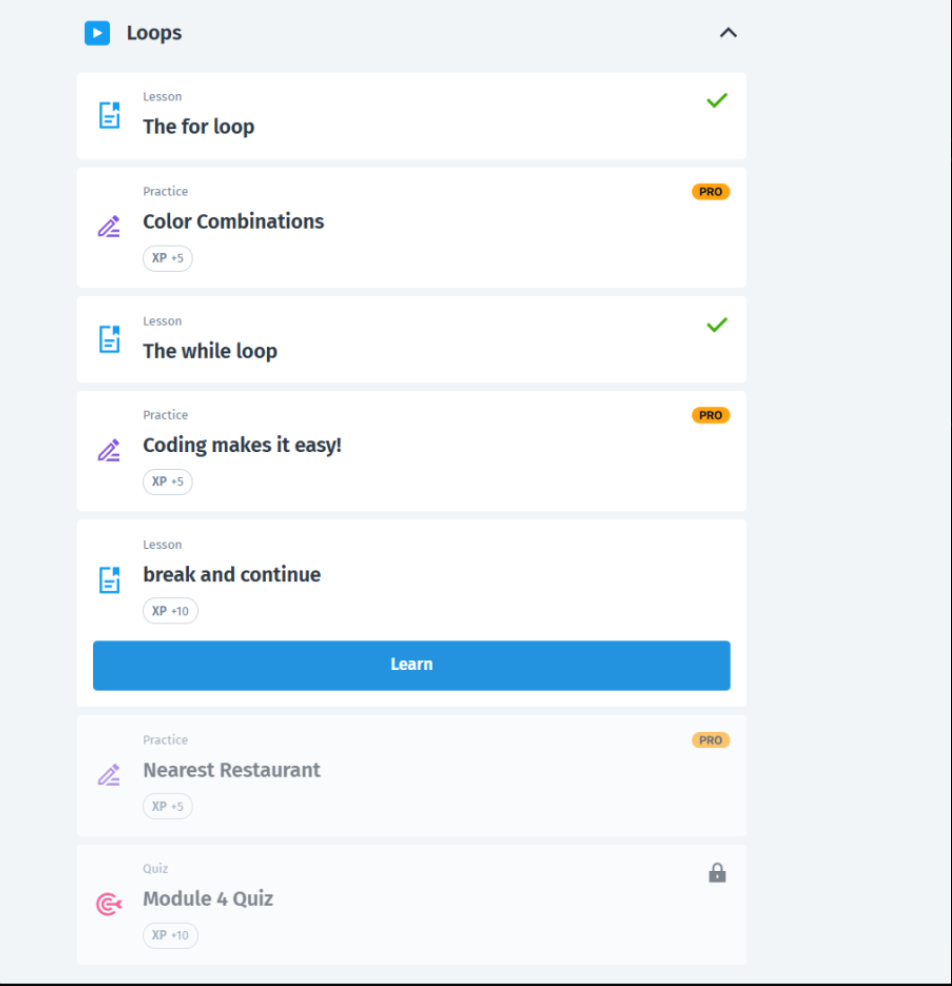 Loops
Lesson
The for loop
Practice
PRO
Color Combinations
XP +5
Lesson
The while loop
Practice
PRO
Coding makes it easy!
XP +5
Lesson
break and continue
XP +10
Learn
Practice
PRO
Nearest Restaurant
XP +5
Quiz
Module 4 Quiz
XP +10